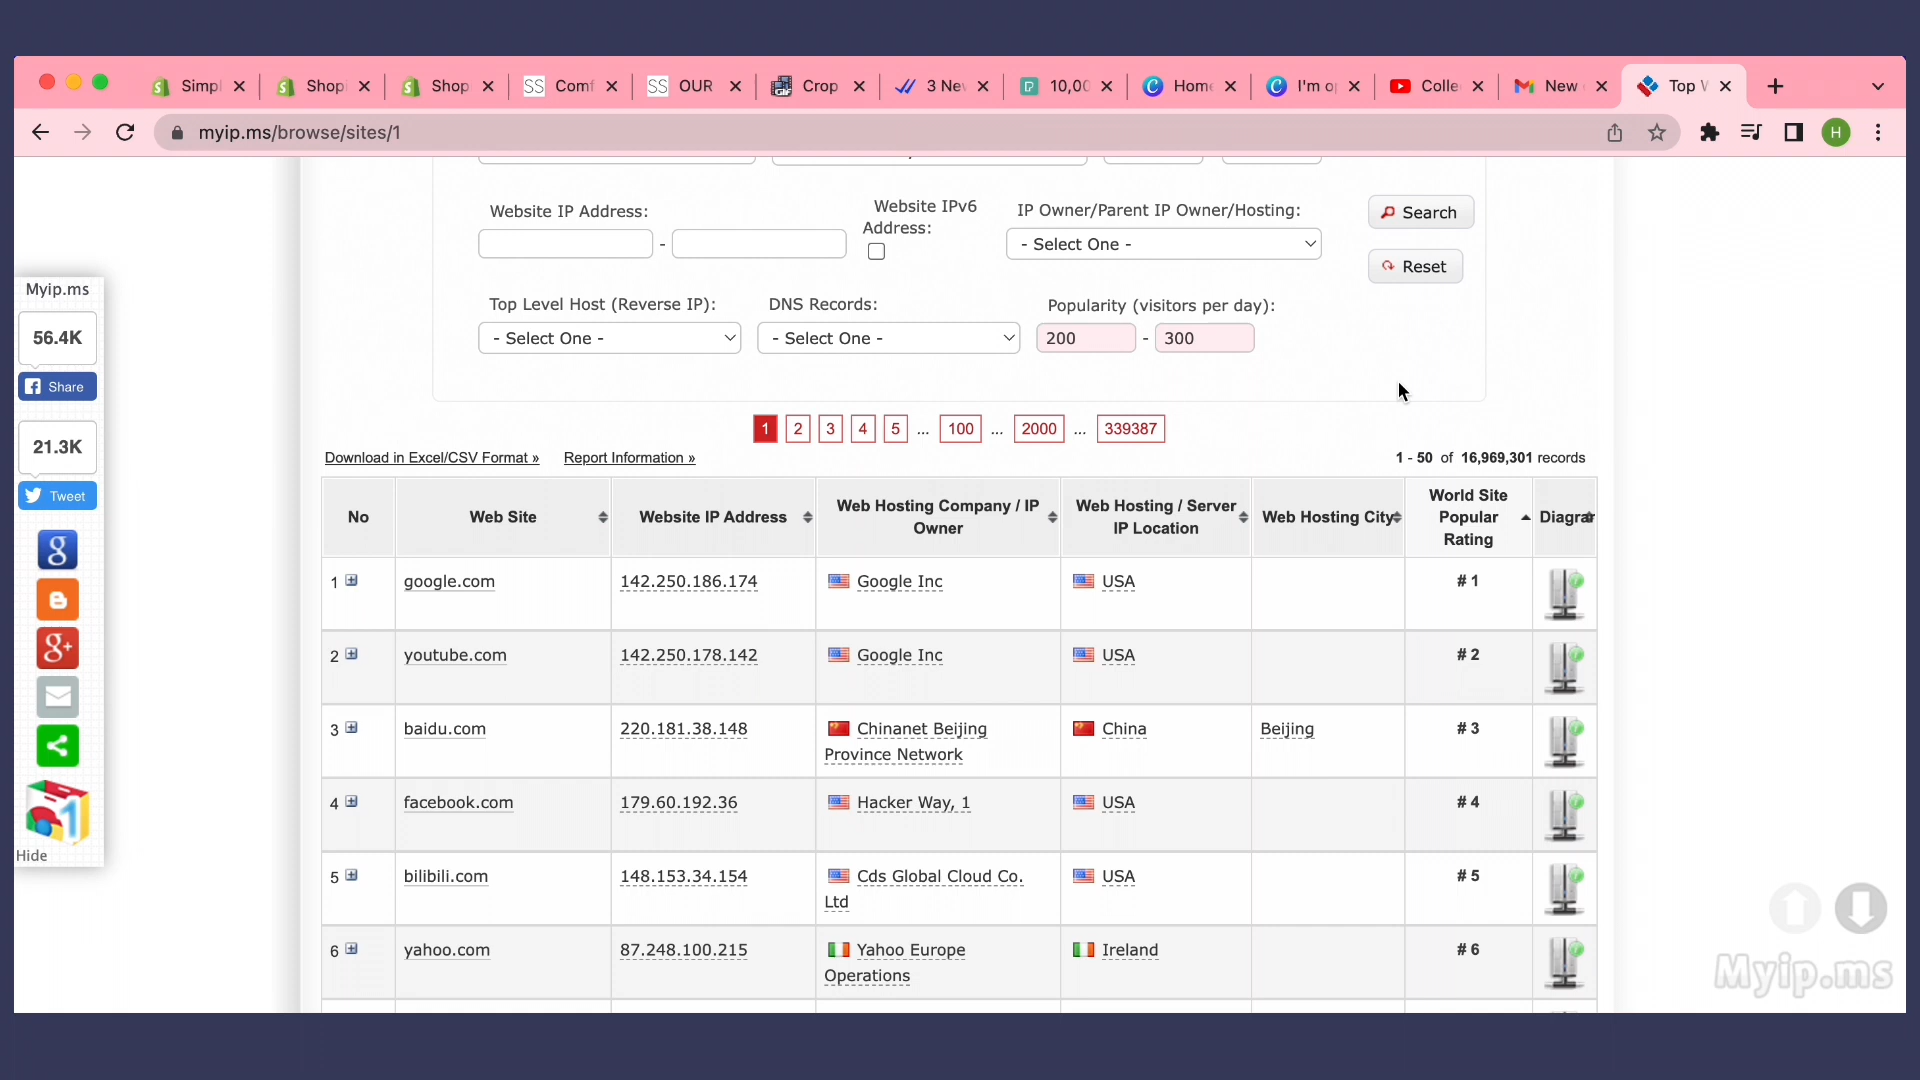 Simpl
Shop
Shop
SS Comf
SS OUR
Crop
3 Nev
10,00
Home
I'm o
Colle
New
Top
myip.ms/browse/sites/1
H
Website IP Address:
-
Website IPv6
Address:
IP Owner/Parent IP Owner/Hosting:
- Select One -
Search
Reset
Top Level Host (Reverse IP):
DNS Records:
Popularity (visitors per day):
- Select One -
- Select One -
200 - 300
1 2 3 4 5 ... 100 ... 2000 ... 339387
Download in Excel/CSV Format »
Report Information »
1 - 50 of 16,969,301 records
No
Web Site
Website IP Address
Web Hosting Company / IP
Owner
Web Hosting / Server
IP Location
Web Hosting City
World Site
Popular
Rating
Diagram
1 google.com 142.250.186.174 Google Inc USA # 1
2 youtube.com 142.250.178.142 Google Inc USA # 2
3 baidu.com 220.181.38.148 Chinanet Beijing China Beijing # 3
Province Network
4 facebook.com 179.60.192.36 Hacker Way, 1 USA # 4
5 bilibili.com 148.153.34.154 Cds Global Cloud Co. USA # 5
Ltd
6 yahoo.com 87.248.100.215 Yahoo Europe Ireland # 6
Operations
Myip.ms
56.4K
Share
21.3K
Tweet
g
g+
1
Hide
Myip.ms